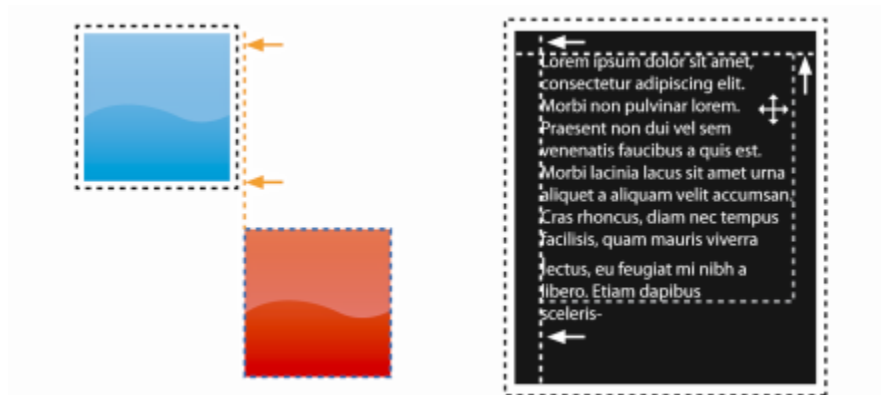 Lorem ipsum dolor sit amet,
consectetur adipiscing elit.
Morbi non pulvinar lorem.
Praesent non dui vel sem
venenatis faucibus a quis est.
Morbi lacinia lacus sit amet urna
aliquet a aliquam velit accumsan.
Cras rhoncus, diam nec tempus
facilisis, quam mauris viverra
lectus, eu feugiat mi nibh a
libero. Etiam dapibus
sceleris-